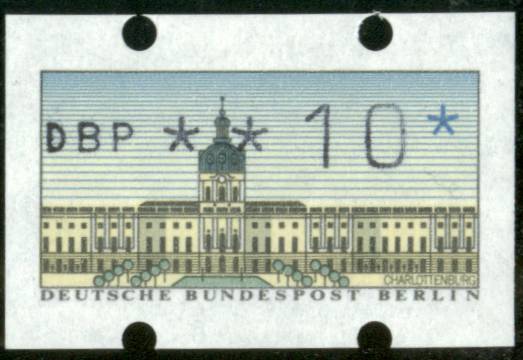 DBP * * 10 *
CHARLOTTENBURG
DEUTSCHE BUNDESPOST BERLIN